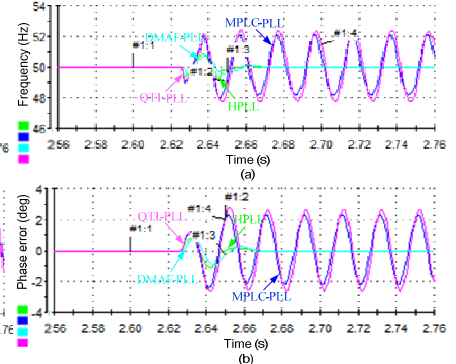 54
52
50
48
46
Frequency (Hz)
#1:1
DMAF-PLL
QTI-PLL
#1:2
#1:3
HPLL
MPLC-PLL
#1:4
76
2.56 2.58 2.60 2.62 2.64 2.66 2.68 2.70 2.72 2.74 2.76
Time (s)
(a)
4
2
0
-2
-4
Phase error (deg)
QTI-PLL
#1:1
#1:4
#1:2
#1:3
HPLL
DMAF-PLL
MPLC-PLL
.76
2.56 2.58 2.60 2.62 2.64 2.66 2.68 2.70 2.72 2.74 2.76
Time (s)
(b)